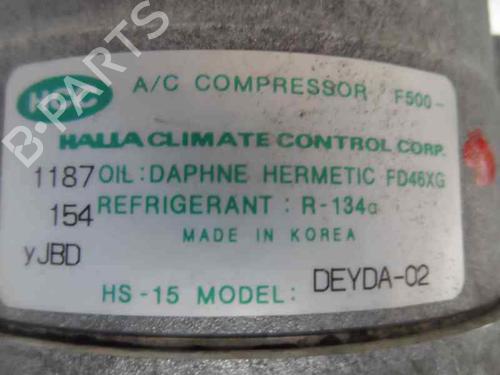 HCC A/C COMPRESSOR F500-
HALLA CLIMATE CONTROL CORP.
1187 OIL: DAPHNE HERMETIC FD46XG
154 REFRIGERANT : R-134a
yJBD MADE IN KOREA
HS-15 MODEL: DEYDA-02
B-PARTS